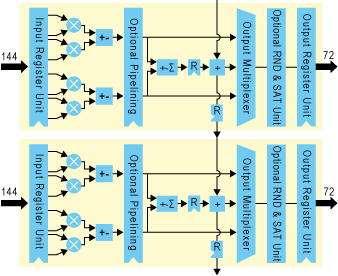 144
Input Register Unit
+-
+-
Optional Pipelining
+-Σ
R
+
R
Output Multiplexer
Optional RND & SAT Unit
Output Register Unit
72
144
Input Register Unit
+-
+-
Optional Pipelining
+-Σ
R
+
R
Output Multiplexer
Optional RND & SAT Unit
Output Register Unit
72